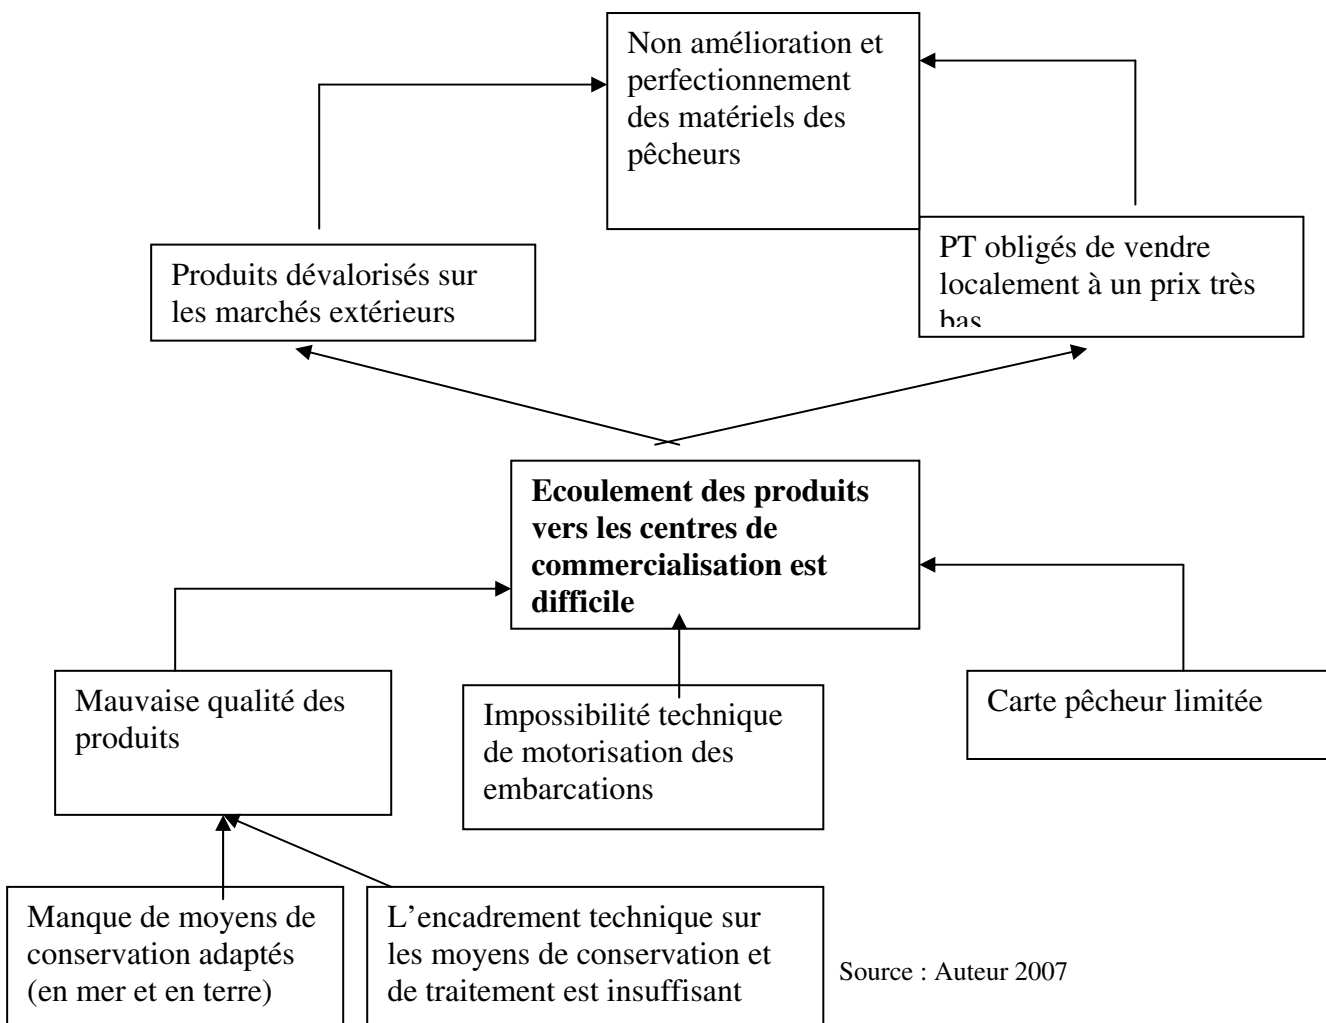 Non amélioration et
perfectionnement
des matériels des
pêcheurs
Produits dévalorisés sur
les marchés extérieurs
PT obligés de vendre
localement à un prix très
bas
Ecoulement des produits
vers les centres de
commercialisation est
difficile
Mauvaise qualité des
produits
Impossibilité technique
de motorisation des
embarcations
Carte pêcheur limitée
Manque de moyens de
conservation adaptés
(en mer et en terre)
L’encadrement technique sur
les moyens de conservation et
de traitement est insuffisant
Source : Auteur 2007